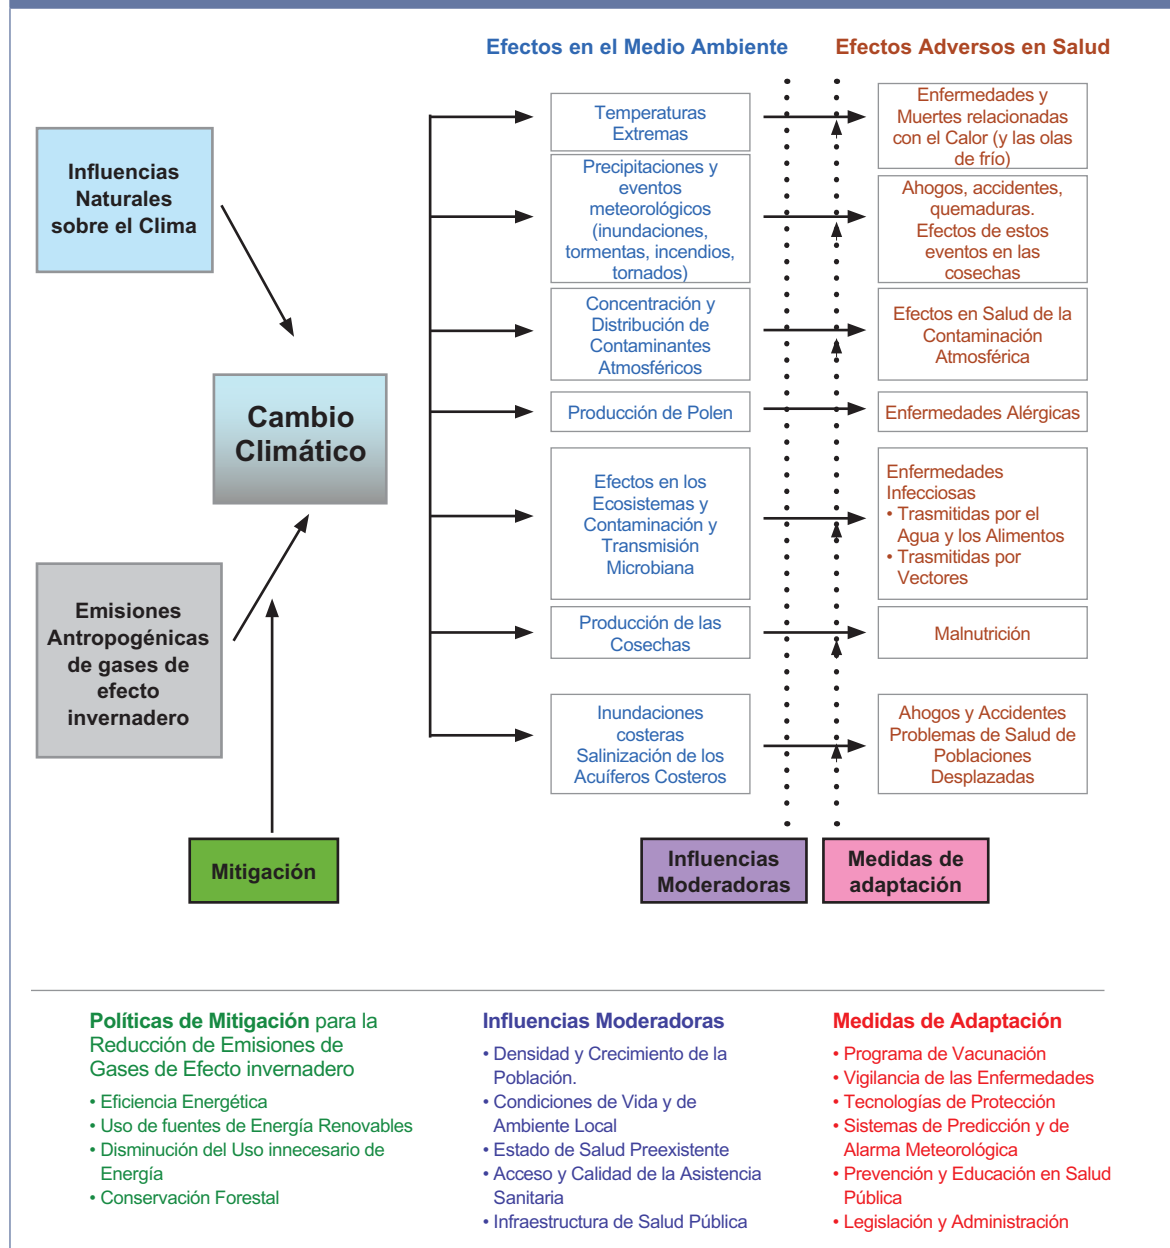 Efectos en el Medio Ambiente
Efectos Adversos en Salud
Influencias
Naturales
sobre el Clima
Cambio
Climático
Emisiones
Antropogénicas
de gases de
efecto
invernadero
Mitigación
Temperaturas
Extremas
Enfermedades y
Muertes relacionadas
con el Calor (y las olas
de frío)
Precipitaciones y
eventos
meteorológicos
(inundaciones,
tormentas, incendios,
tornados)
Ahogos, accidentes,
quemaduras.
Efectos de estos
eventos en las
cosechas
Concentración y
Distribución de
Contaminantes
Atmosféricos
Efectos en Salud de la
Contaminación
Atmosférica
Producción de Polen
Enfermedades Alérgicas
Efectos en los
Ecosistemas y
Contaminación y
Transmisión
Microbiana
Enfermedades
Infecciosas
• Trasmitidas por el
Agua y los Alimentos
• Trasmitidas por
Vectores
Producción de las
Cosechas
Malnutrición
Inundaciones
costeras
Salinización de los
Acuíferos Costeros
Ahogos y Accidentes
Problemas de Salud de
Poblaciones
Desplazadas
Influencias
Moderadoras
Medidas de
adaptación
Políticas de Mitigación para la
Reducción de Emisiones de
Gases de Efecto invernadero
• Eficiencia Energética
• Uso de fuentes de Energía Renovables
• Disminución del Uso innecesario de
Energía
• Conservación Forestal
Influencias Moderadoras
• Densidad y Crecimiento de la
Población.
• Condiciones de Vida y de
Ambiente Local
• Estado de Salud Preexistente
• Acceso y Calidad de la Asistencia
Sanitaria
• Infraestructura de Salud Pública
Medidas de Adaptación
• Programa de Vacunación
• Vigilancia de las Enfermedades
• Tecnologías de Protección
• Sistemas de Predicción y de
Alarma Meteorológica
• Prevención y Educación en Salud
Pública
• Legislación y Administración